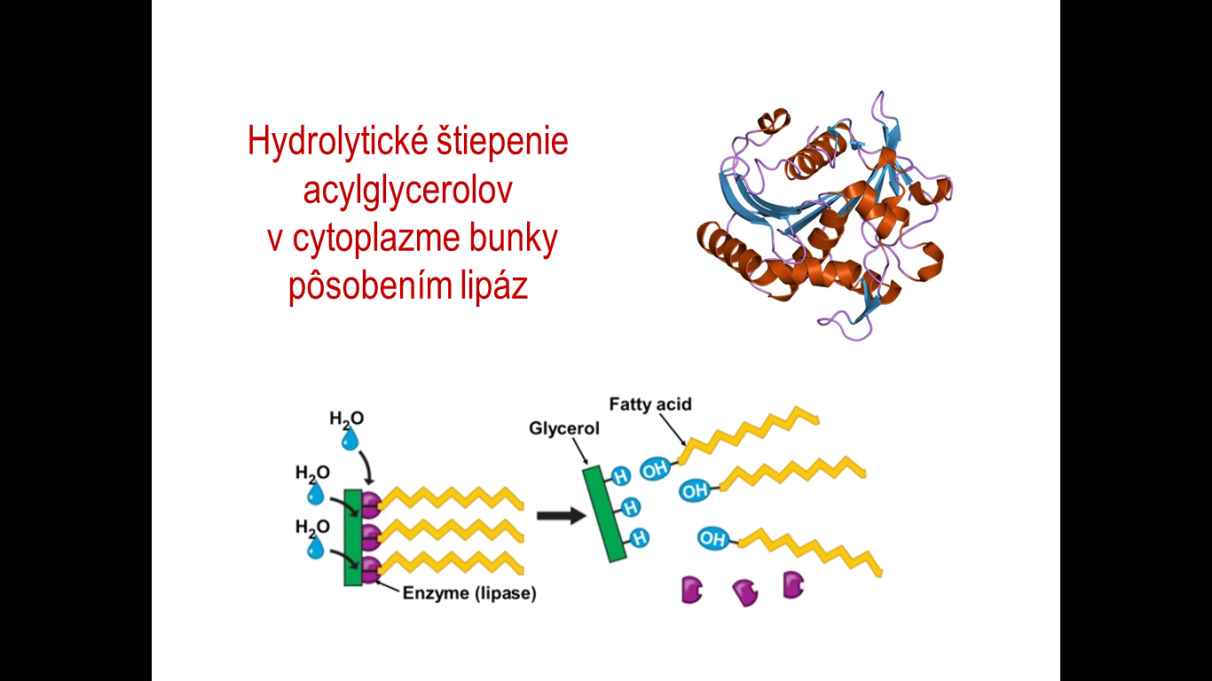 Hydrolytické štiepenie
acylglycerolov
v cytoplazme bunky
pôsobením lipáz
H2O
H2O
H2O
Enzyme (lipase)
Glycerol
Fatty acid
H
H
H
OH
OH
OH